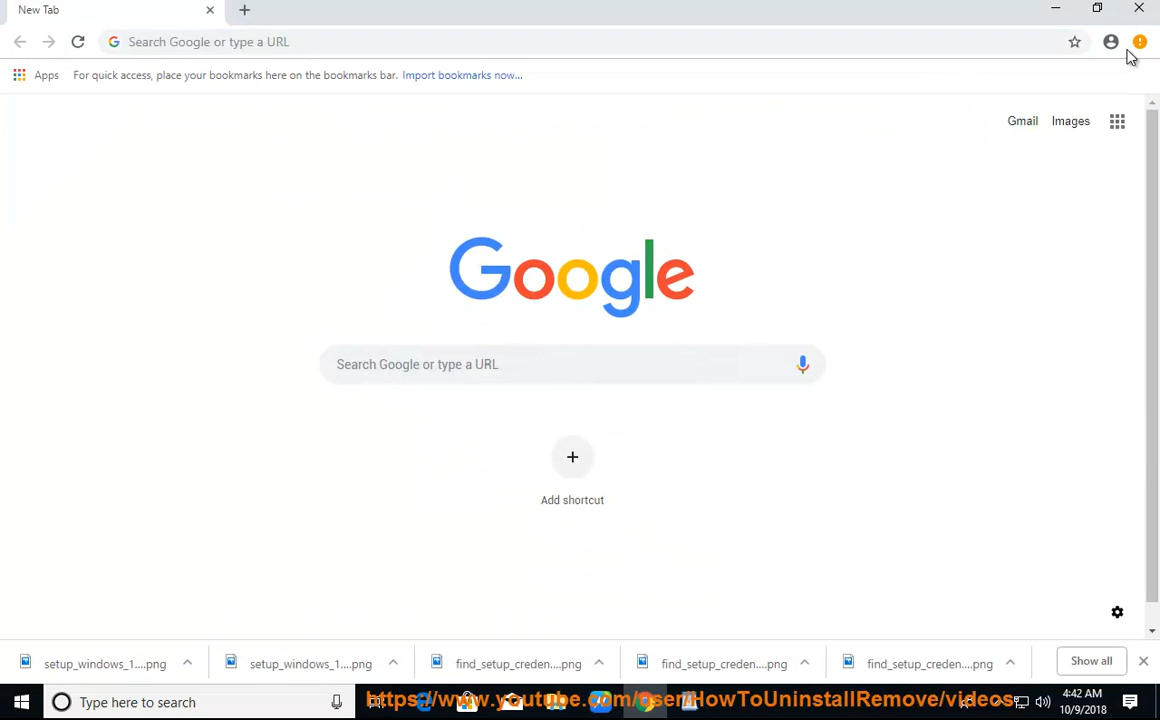 New Tab
Search Google or type a URL
Apps For quick access, place your bookmarks here on the bookmarks bar. Import bookmarks now...
Gmail Images
Google
Search Google or type a URL
Add shortcut
setup_windows_1....png setup_windows_1....png find_setup_creden...png find_setup_creden...png find_setup_creden...png Show all
Type here to search
https://www.youtube.com/user/HowToUninstallRemove/videos
4:42 AM
10/9/2018